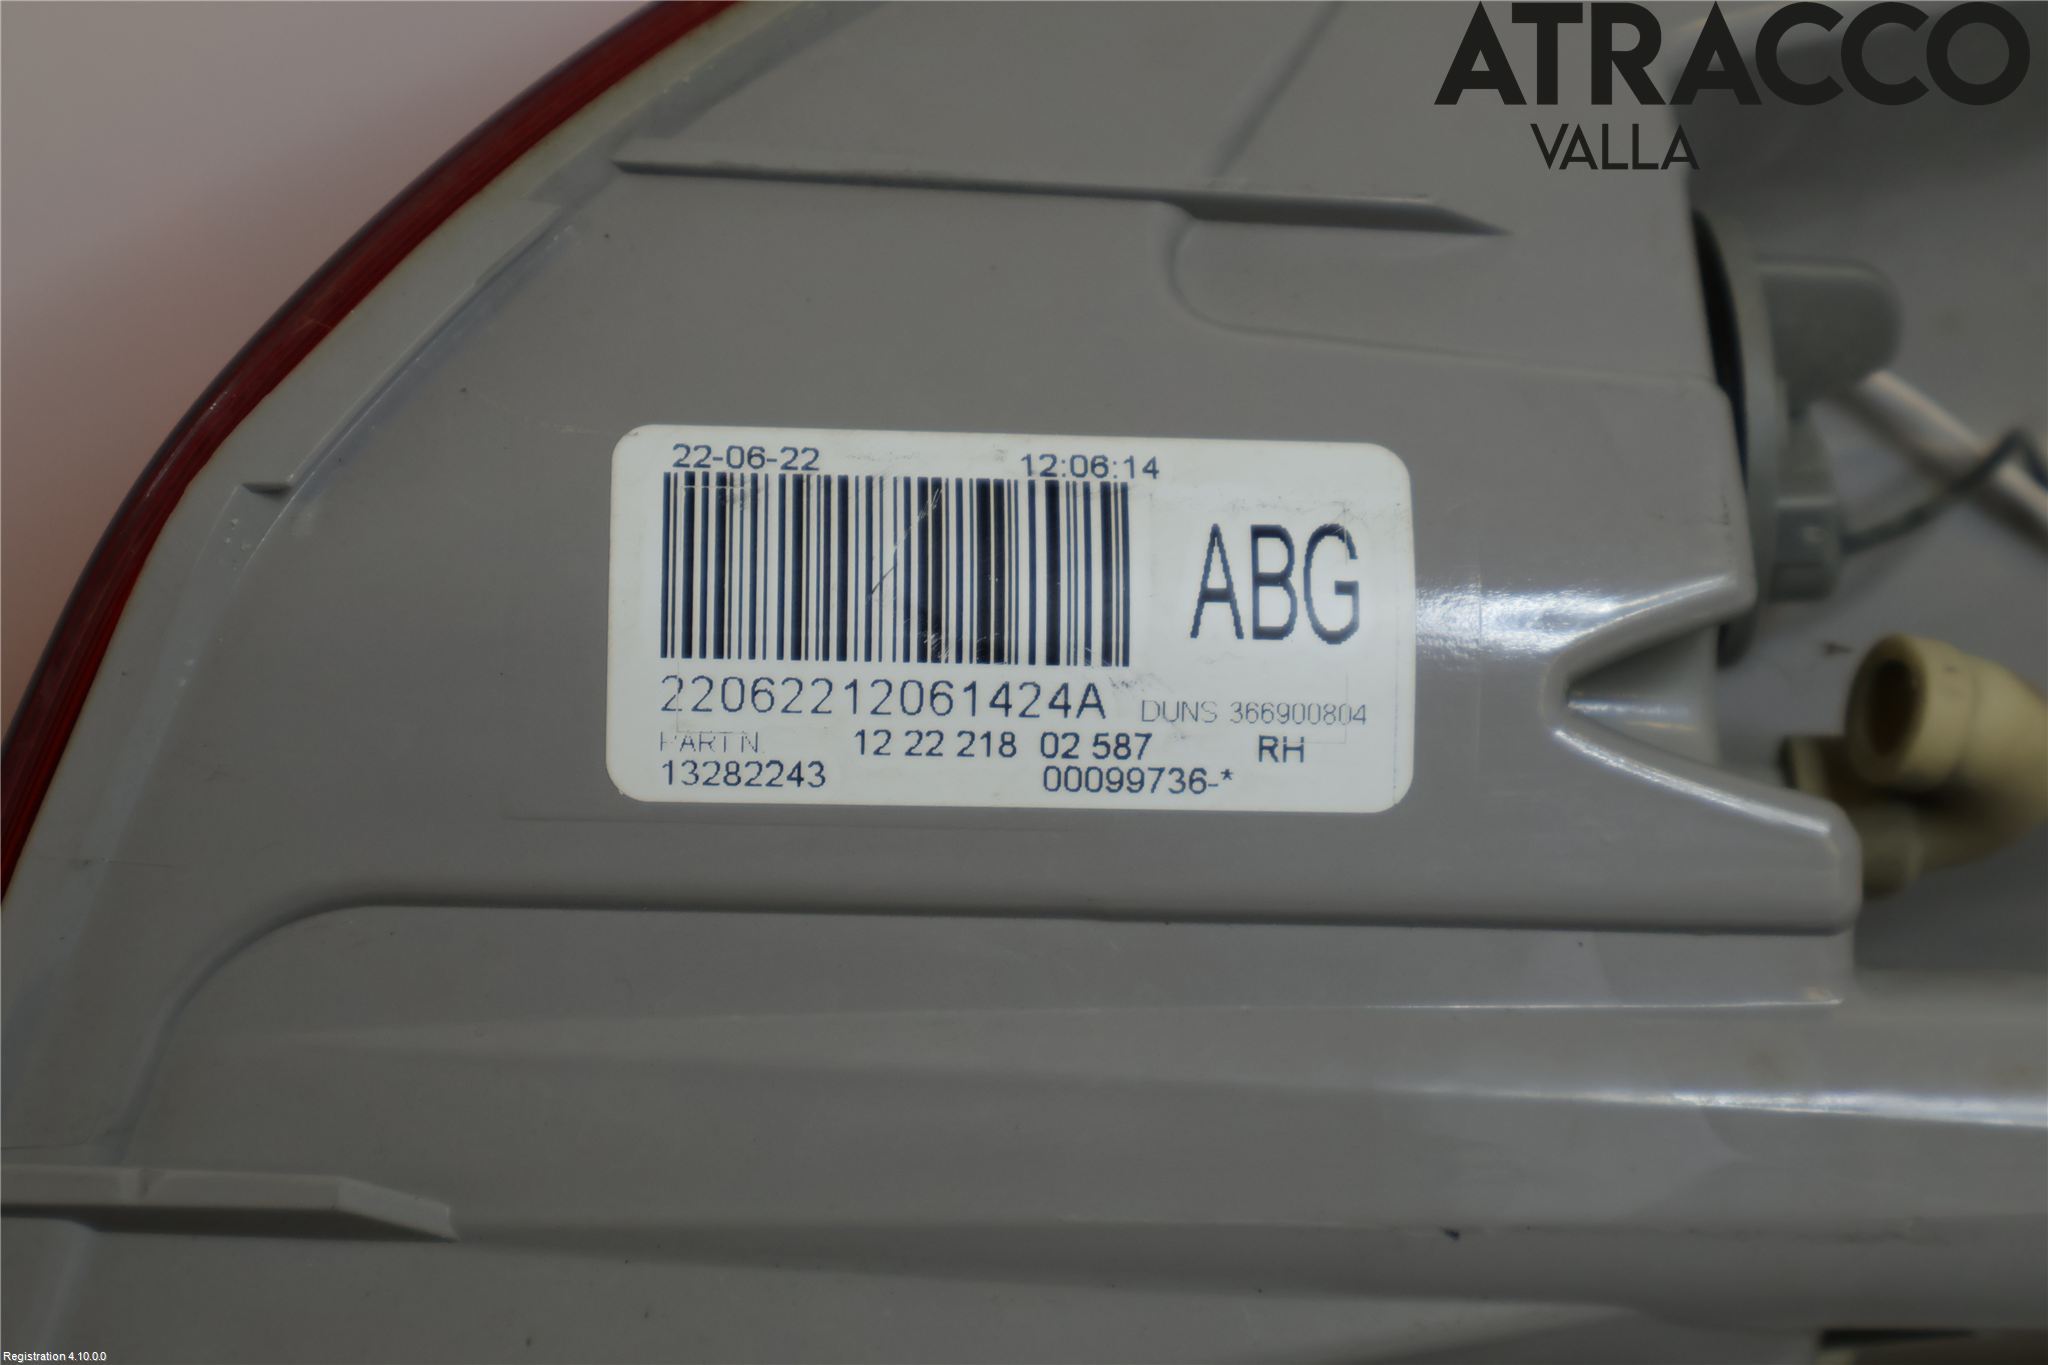 ATRACCO
VALLA
22-06-22 12:06:14
ABG
22062212061424A DUNS 366900804
PART N. 12 22 218 02 587 RH
13282243 00099736-*
Registration 4.10.0.0